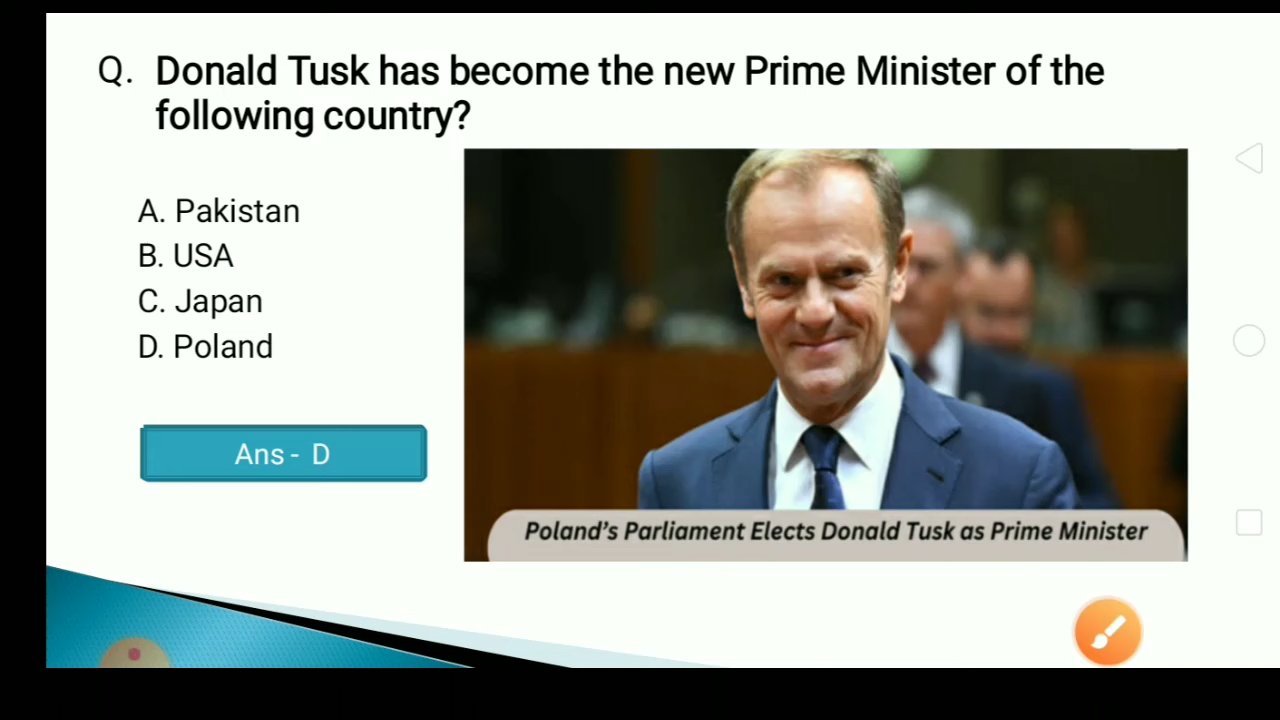 Q. Donald Tusk has become the new Prime Minister of the
following country?
A. Pakistan
B. USA
C. Japan
D. Poland
Ans - D
Poland's Parliament Elects Donald Tusk as Prime Minister